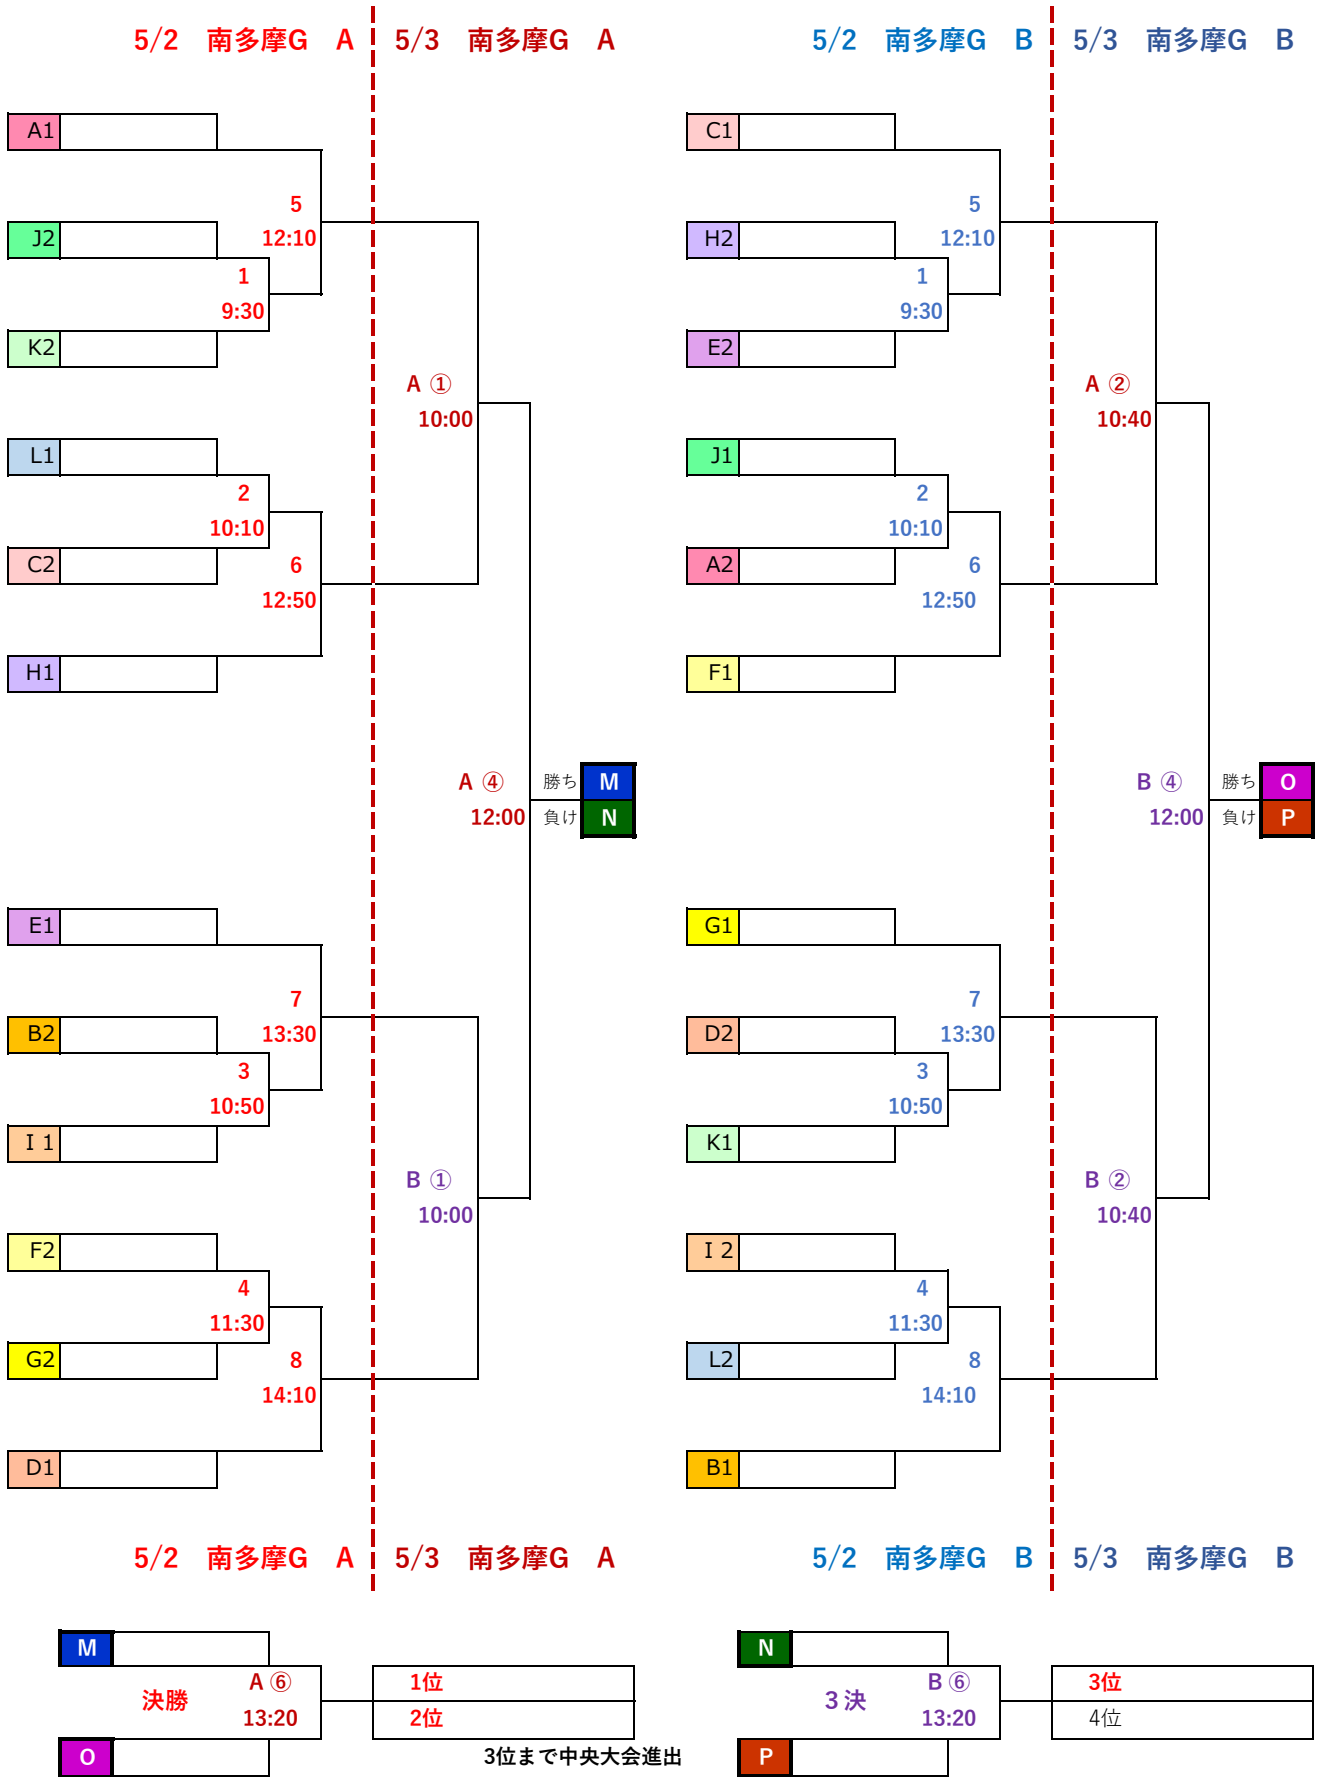 5/2 南多摩G A 5/3 南多摩G A
A1
5
J2 12:10
1
9:30
K2
A ①
10:00
L1
2
10:10
C2 6
12:50
H1
A ④ 勝ち M
12:00 負け N
E1
7
B2 13:30
3
10:50
I 1
B ①
10:00
F2
4
11:30
G2 8
14:10
D1
5/2 南多摩G A 5/3 南多摩G A
5/2 南多摩G B 5/3 南多摩G B
C1
5
H2 12:10
1
9:30
E2
A ②
10:40
J1
2
10:10
A2 6
12:50
F1
B ④ 勝ち O
12:00 負け P
G1
7
D2 13:30
3
10:50
K1
B ②
10:40
I 2
4
11:30
L2 8
14:10
B1
5/2 南多摩G B 5/3 南多摩G B
M
A ⑥ 1位
決勝
13:20 2位
O
3位まで中央大会進出
N
B ⑥ 3位
３決
13:20 4位
P